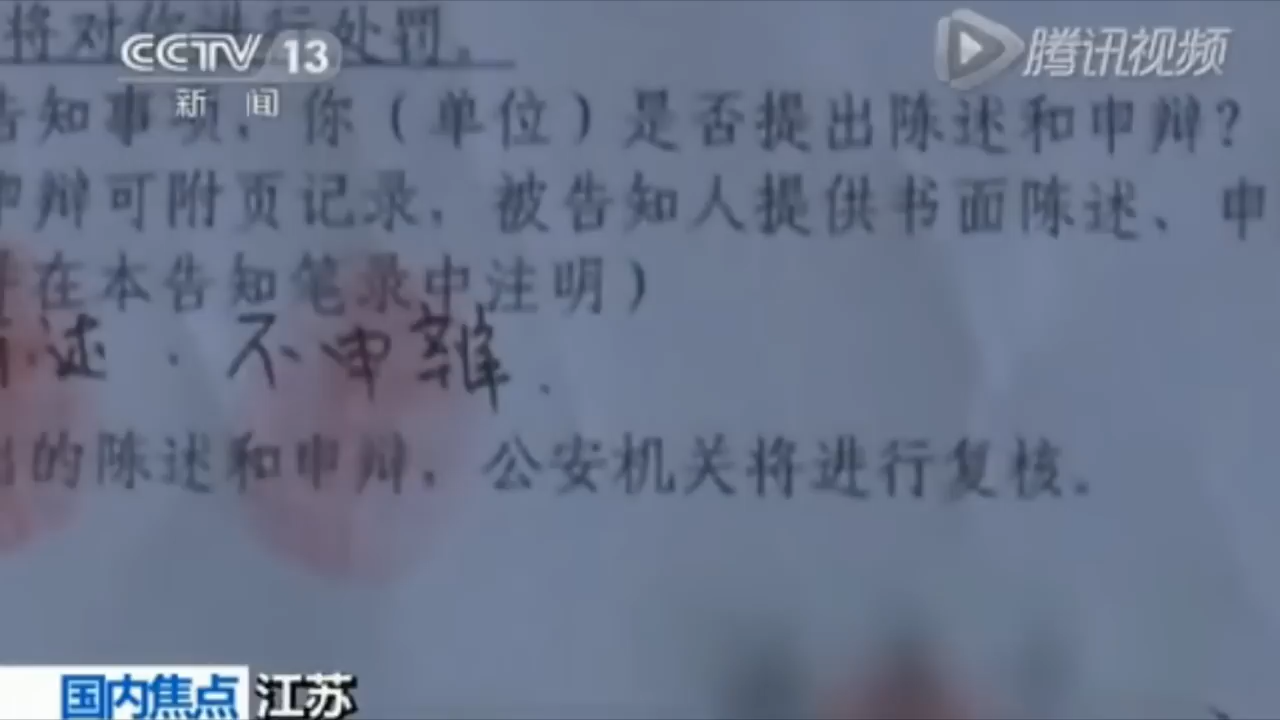 将对你进行处罚。
CCTV 13
新闻
腾讯视频
告知事项，你（单位）是否提出陈述和申辩？
申辩可附页记录，被告知人提供书面陈述、申
在本告知笔录中注明）
述．不申辩．
的陈述和申辩，公安机关将进行复核。
国内焦点 江苏